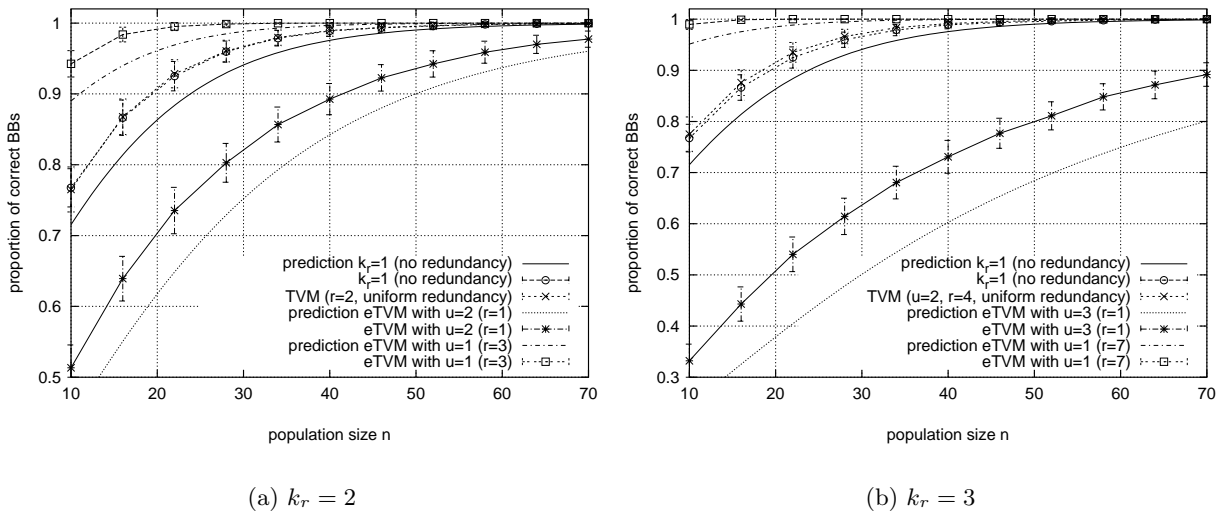 1
0.9
0.8
0.7
0.6
0.5
proportion of correct BBs
10 20 30 40 50 60 70
population size n
prediction k_r=1 (no redundancy)
k_r=1 (no redundancy)
TVM (r=2, uniform redundancy)
prediction eTVM with u=2 (r=1)
eTVM with u=2 (r=1)
prediction eTVM with u=1 (r=3)
eTVM with u=1 (r=3)
(a) k_r = 2
1
0.9
0.8
0.7
0.6
0.5
0.4
0.3
proportion of correct BBs
10 20 30 40 50 60 70
population size n
prediction k_r=1 (no redundancy)
k_r=1 (no redundancy)
TVM (u=2, r=4, uniform redundancy)
prediction eTVM with u=3 (r=1)
eTVM with u=3 (r=1)
prediction eTVM with u=1 (r=7)
eTVM with u=1 (r=7)
(b) k_r = 3